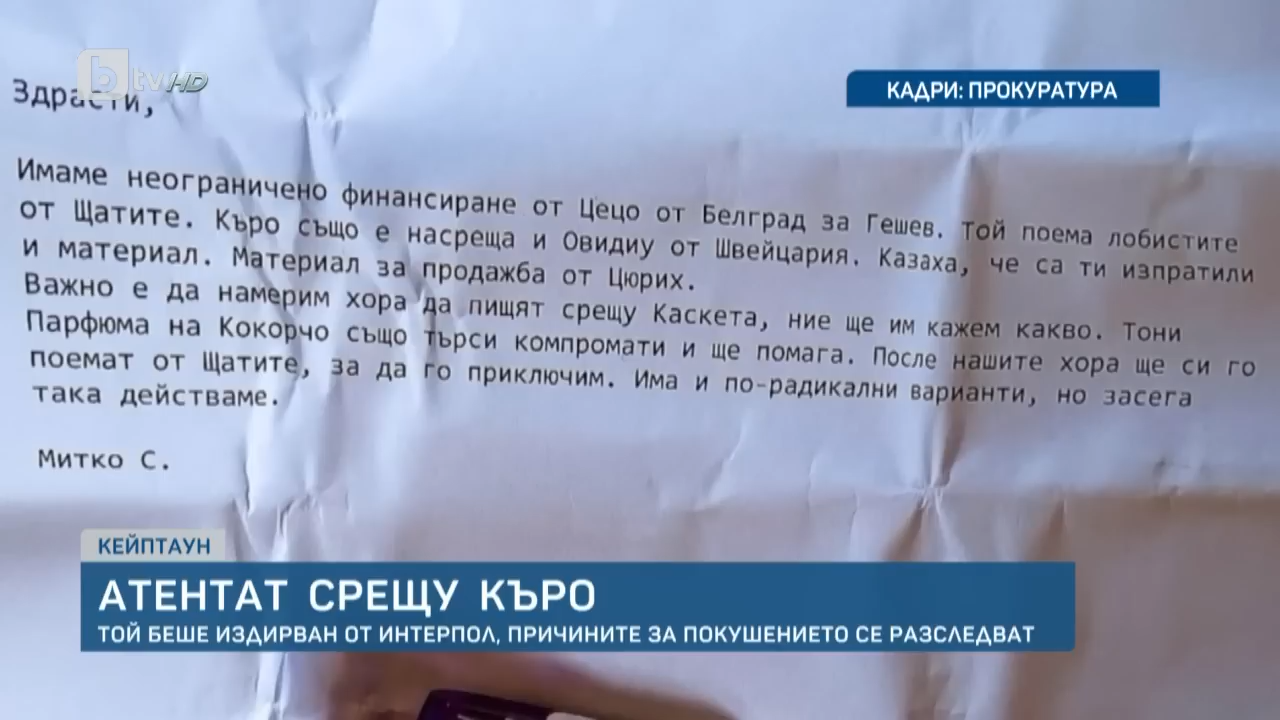 btv HD
КАДРИ: ПРОКУРАТУРА
Здрасти,
Имаме неограничено финансиране от Цецо от Белград за Гешев. Той поема лобистите
от Щатите. Къро също е насреща и Овидиу от Швейцария. Казаха, че са ти изпратили
и материал. Материал за продажба от Цюрих.
Важно е да намерим хора да пищят срещу Каскета, ние ще им кажем какво. Тони
Парфюма на Кокорчо също търси компромати и ще помага. После нашите хора ще си го
поемат от Щатите, за да го приключим. Има и по-радикални варианти, но засега
така действаме.
Митко С.
КЕЙПТАУН
АТЕНТАТ СРЕЩУ КЪРО
ТОЙ БЕШЕ ИЗДИРВАН ОТ ИНТЕРПОЛ, ПРИЧИНИТЕ ЗА ПОКУШЕНИЕТО СЕ РАЗСЛЕДВАТ